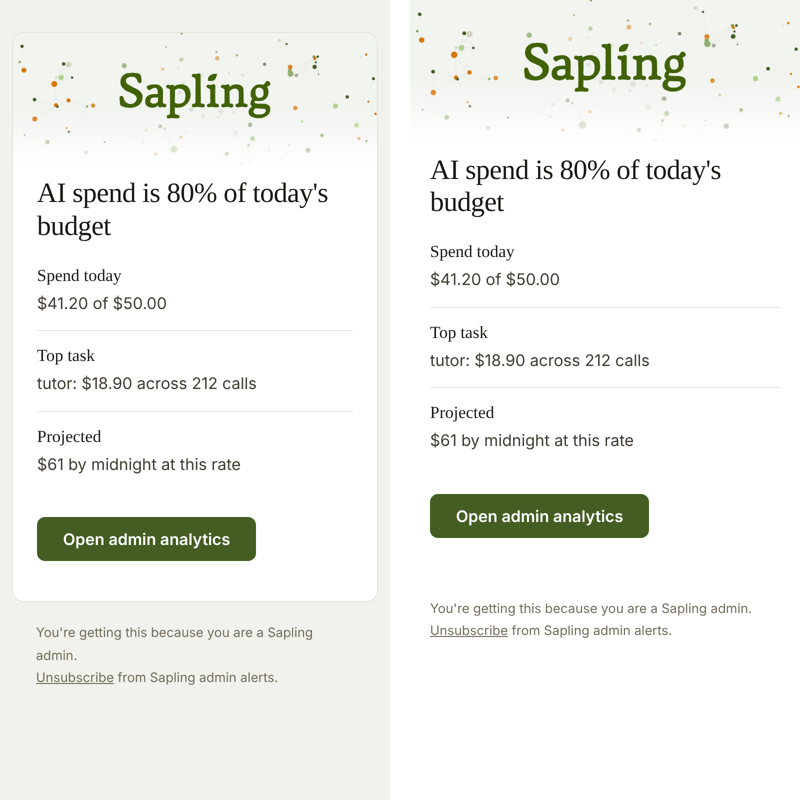 Sapling
AI spend is 80% of today's
budget
Spend today
$41.20 of $50.00
Top task
tutor: $18.90 across 212 calls
Projected
$61 by midnight at this rate
Open admin analytics
You're getting this because you are a Sapling
admin.
Unsubscribe from Sapling admin alerts.
Sapling
AI spend is 80% of today's
budget
Spend today
$41.20 of $50.00
Top task
tutor: $18.90 across 212 calls
Projected
$61 by midnight at this rate
Open admin analytics
You're getting this because you are a Sapling admin.
Unsubscribe from Sapling admin alerts.